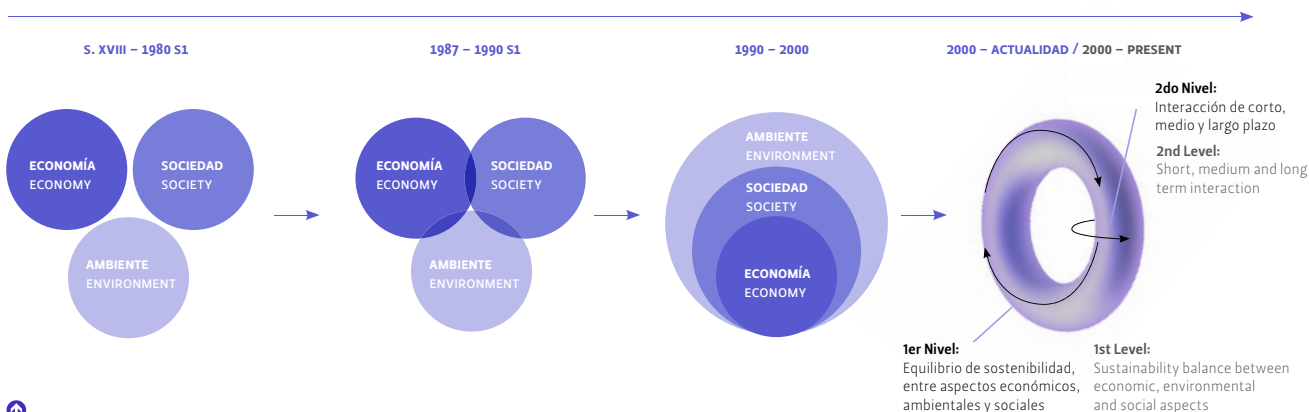 S. XVIII – 1980 S1
1987 – 1990 S1
1990 – 2000
2000 – ACTUALIDAD / 2000 – PRESENT
ECONOMÍA
ECONOMY
SOCIEDAD
SOCIETY
AMBIENTE
ENVIRONMENT
ECONOMÍA
ECONOMY
SOCIEDAD
SOCIETY
AMBIENTE
ENVIRONMENT
AMBIENTE
ENVIRONMENT
SOCIEDAD
SOCIETY
ECONOMÍA
ECONOMY
2do Nivel:
Interacción de corto,
medio y largo plazo
2nd Level:
Short, medium and long
term interaction
1er Nivel:
Equilibrio de sostenibilidad,
entre aspectos económicos,
ambientales y sociales
1st Level:
Sustainability balance between
economic, environmental
and social aspects